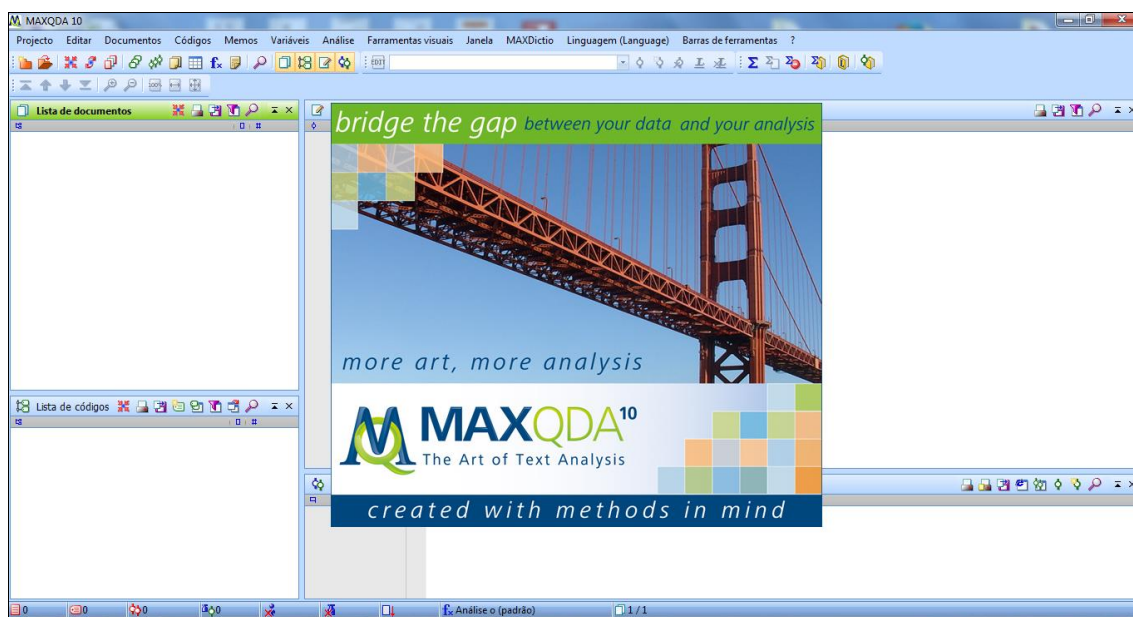 MAXQDA 10
Projecto Editar Documentos Códigos Memos Variáveis Análise Farramentas visuais Janela MAXDictio Linguagem (Language) Barras de ferramentas ?
Lista de documentos
bridge the gap between your data and your analysis
more art, more analysis
MAXQDA10
The Art of Text Analysis
created with methods in mind
Lista de códigos
0 0 0 0 Análise o (padrão) 1 / 1